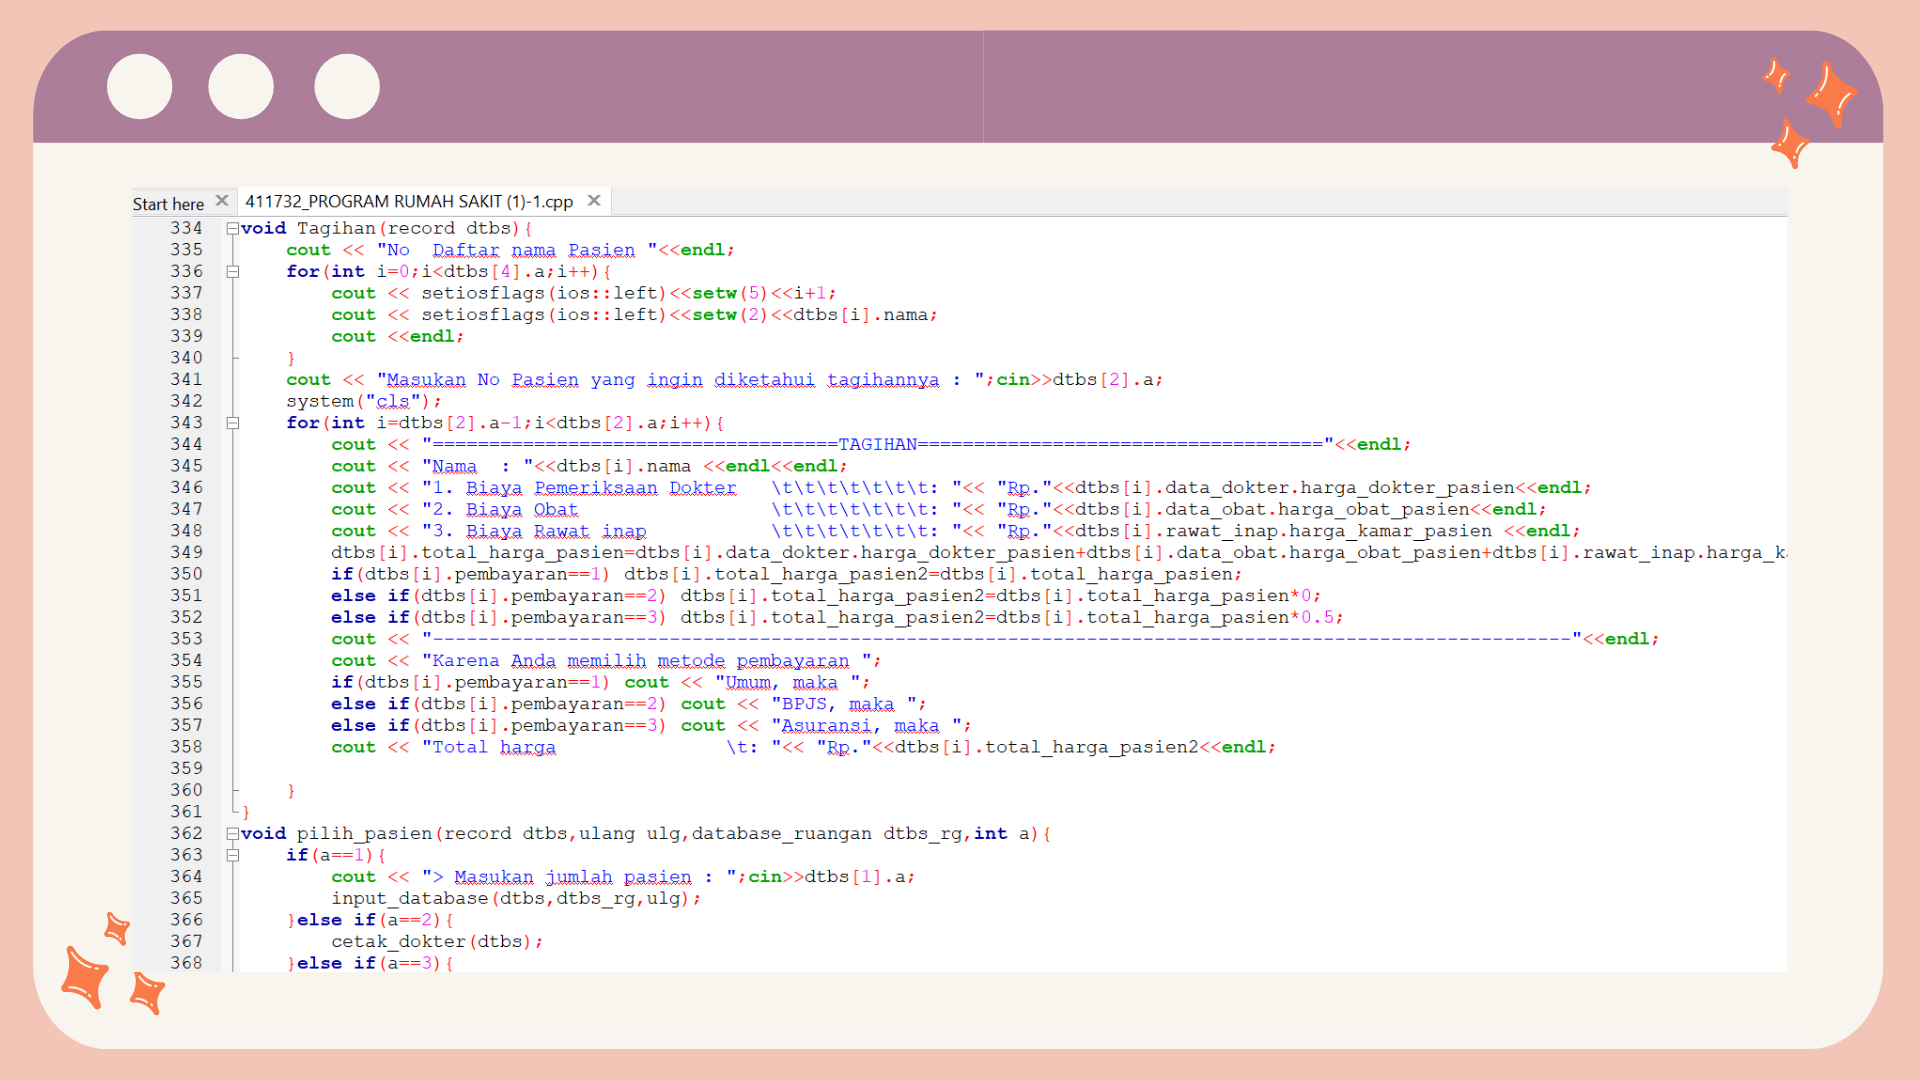 Start here
411732_PROGRAM RUMAH SAKIT (1)-1.cpp
334 void Tagihan(record dtbs){
335     cout << "No  Daftar nama Pasien "<<endl;
336     for(int i=0;i<dtbs[4].a;i++){
337         cout << setiosflags(ios::left)<<setw(5)<<i+1;
338         cout << setiosflags(ios::left)<<setw(2)<<dtbs[i].nama;
339         cout <<endl;
340     }
341     cout << "Masukan No Pasien yang ingin diketahui tagihannya : ";cin>>dtbs[2].a;
342     system("cls");
343     for(int i=dtbs[2].a-1;i<dtbs[2].a;i++){
344         cout << "====================================TAGIHAN===================================="<<endl;
345         cout << "Nama  : "<<dtbs[i].nama <<endl<<endl;
346         cout << "1. Biaya Pemeriksaan Dokter   \t\t\t\t\t\t\t: "<< "Rp."<<dtbs[i].data_dokter.harga_dokter_pasien<<endl;
347         cout << "2. Biaya Obat                 \t\t\t\t\t\t\t: "<< "Rp."<<dtbs[i].data_obat.harga_obat_pasien<<endl;
348         cout << "3. Biaya Rawat inap           \t\t\t\t\t\t\t: "<< "Rp."<<dtbs[i].rawat_inap.harga_kamar_pasien <<endl;
349         dtbs[i].total_harga_pasien=dtbs[i].data_dokter.harga_dokter_pasien+dtbs[i].data_obat.harga_obat_pasien+dtbs[i].rawat_inap.harga_ka
350         if(dtbs[i].pembayaran==1) dtbs[i].total_harga_pasien2=dtbs[i].total_harga_pasien;
351         else if(dtbs[i].pembayaran==2) dtbs[i].total_harga_pasien2=dtbs[i].total_harga_pasien*0;
352         else if(dtbs[i].pembayaran==3) dtbs[i].total_harga_pasien2=dtbs[i].total_harga_pasien*0.5;
353         cout << "-----------------------------------------------------------------------------------------------------"<<endl;
354         cout << "Karena Anda memilih metode pembayaran ";
355         if(dtbs[i].pembayaran==1) cout << "Umum, maka ";
356         else if(dtbs[i].pembayaran==2) cout << "BPJS, maka ";
357         else if(dtbs[i].pembayaran==3) cout << "Asuransi, maka ";
358         cout << "Total harga               \t: "<< "Rp."<<dtbs[i].total_harga_pasien2<<endl;
359
360     }
361 }
362 void pilih_pasien(record dtbs,ulang ulg,database_ruangan dtbs_rg,int a){
363     if(a==1){
364         cout << "> Masukan jumlah pasien : ";cin>>dtbs[1].a;
365         input_database(dtbs,dtbs_rg,ulg);
366     }else if(a==2){
367         cetak_dokter(dtbs);
368     }else if(a==3){